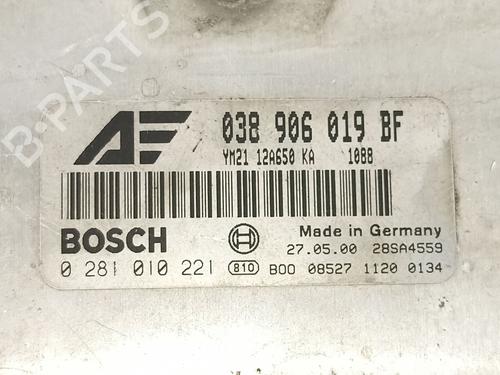 B-PARTS
038 906 019 BF
YM21 12A650 KA 1088
BOSCH
Made in Germany
27.05.00 28SA4559
0 281 010 221 810 BOO 08527 1120 0134